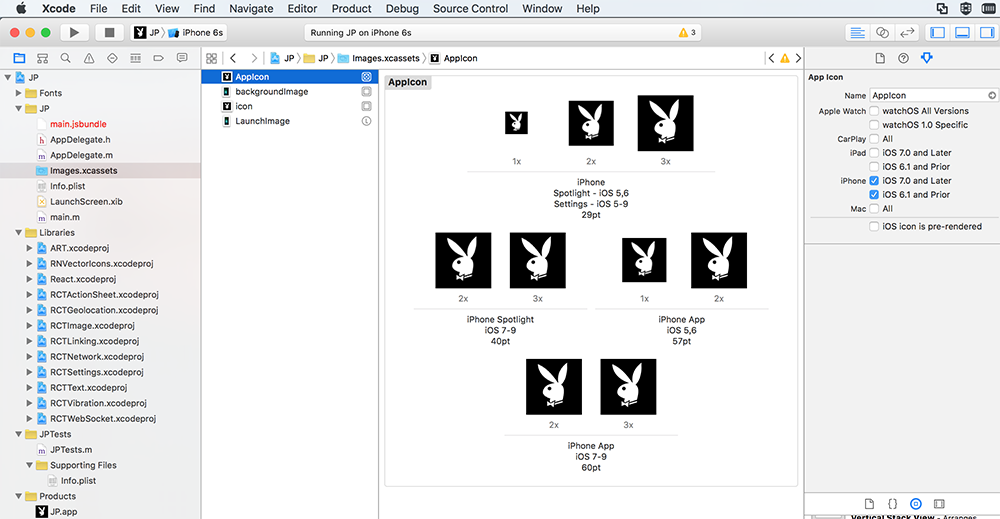 Xcode File Edit View Find Navigate Editor Product Debug Source Control Window Help
JP iPhone 6s
Running JP on iPhone 6s
3
JP JP Images.xcassets AppIcon
JP
Fonts
JP
main.jsbundle
AppDelegate.h
AppDelegate.m
Images.xcassets
Info.plist
LaunchScreen.xib
main.m
Libraries
ART.xcodeproj
RNVectorIcons.xcodeproj
React.xcodeproj
RCTActionSheet.xcodeproj
RCTGeolocation.xcodeproj
RCTImage.xcodeproj
RCTLinking.xcodeproj
RCTNetwork.xcodeproj
RCTSettings.xcodeproj
RCTText.xcodeproj
RCTVibration.xcodeproj
RCTWebSocket.xcodeproj
JPTests
JPTests.m
Supporting Files
Info.plist
Products
JP.app
AppIcon
backgroundImage
icon
LaunchImage
AppIcon
1x 2x 3x
iPhone
Spotlight - iOS 5,6
Settings - iOS 5-9
29pt
2x 3x
iPhone Spotlight
iOS 7-9
40pt
1x 2x
iPhone App
iOS 5,6
57pt
2x 3x
iPhone App
iOS 7-9
60pt
App Icon
Name AppIcon
Apple Watch watchOS All Versions
watchOS 1.0 Specific
CarPlay All
iPad iOS 7.0 and Later
iOS 6.1 and Prior
iPhone iOS 7.0 and Later
iOS 6.1 and Prior
Mac All
iOS icon is pre-rendered
Vertical Stack View - Arranges